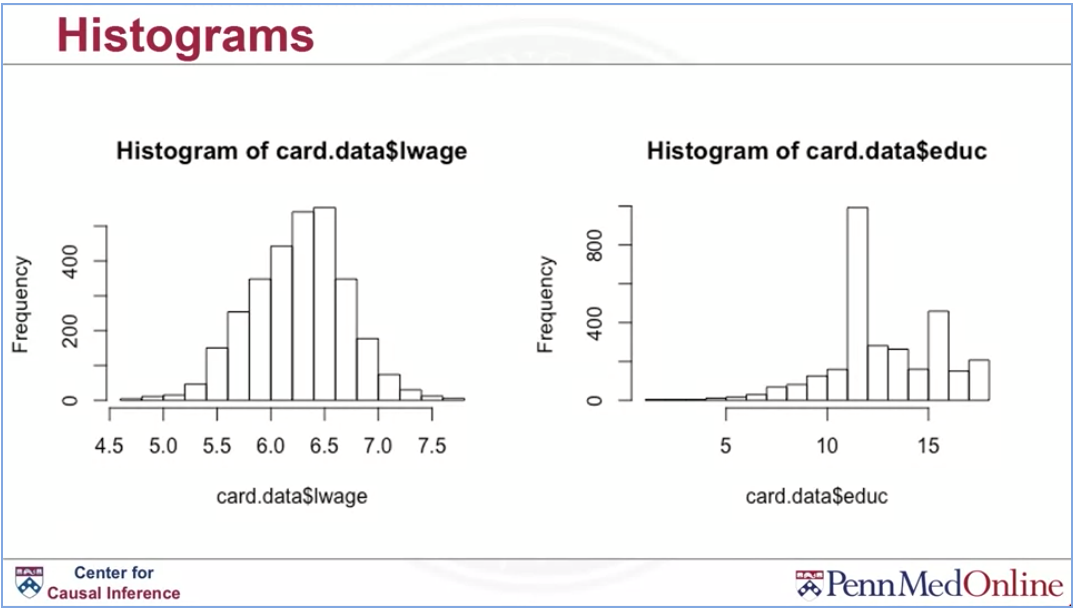 Histograms
Histogram of card.data$lwage
Frequency
0
200
400
4.5 5.0 5.5 6.0 6.5 7.0 7.5
card.data$lwage
Histogram of card.data$educ
Frequency
0
400
800
5 10 15
card.data$educ
Center for
Causal Inference
PennMedOnline